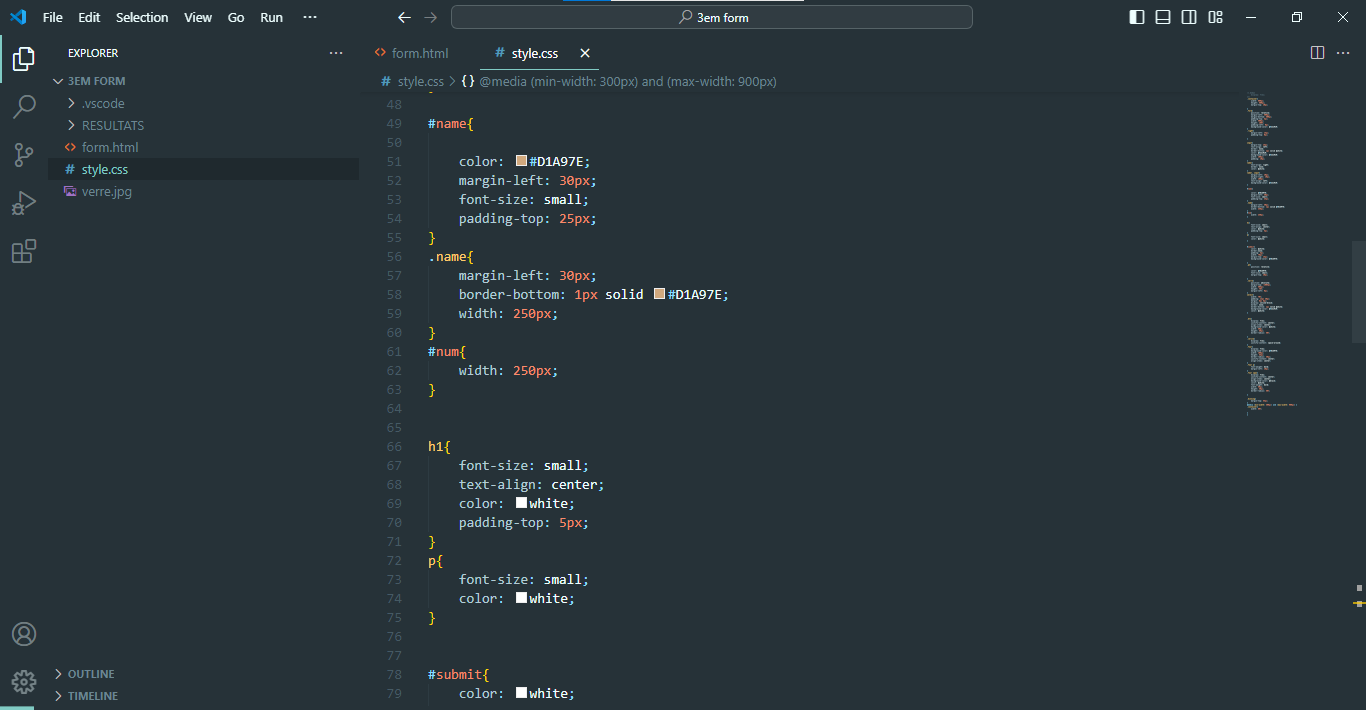 File Edit Selection View Go Run ···
3em form
EXPLORER ···
3EM FORM
.vscode
RESULTATS
<> form.html
# style.css
verre.jpg
OUTLINE
TIMELINE
<> form.html
# style.css
# style.css > {} @media (min-width: 300px) and (max-width: 900px)
48
49 #name{
50
51 color: #D1A97E;
52 margin-left: 30px;
53 font-size: small;
54 padding-top: 25px;
55 }
56 .name{
57 margin-left: 30px;
58 border-bottom: 1px solid #D1A97E;
59 width: 250px;
60 }
61 #num{
62 width: 250px;
63 }
64
65
66 h1{
67 font-size: small;
68 text-align: center;
69 color: white;
70 padding-top: 5px;
71 }
72 p{
73 font-size: small;
74 color: white;
75 }
76
77
78 #submit{
79 color: white;